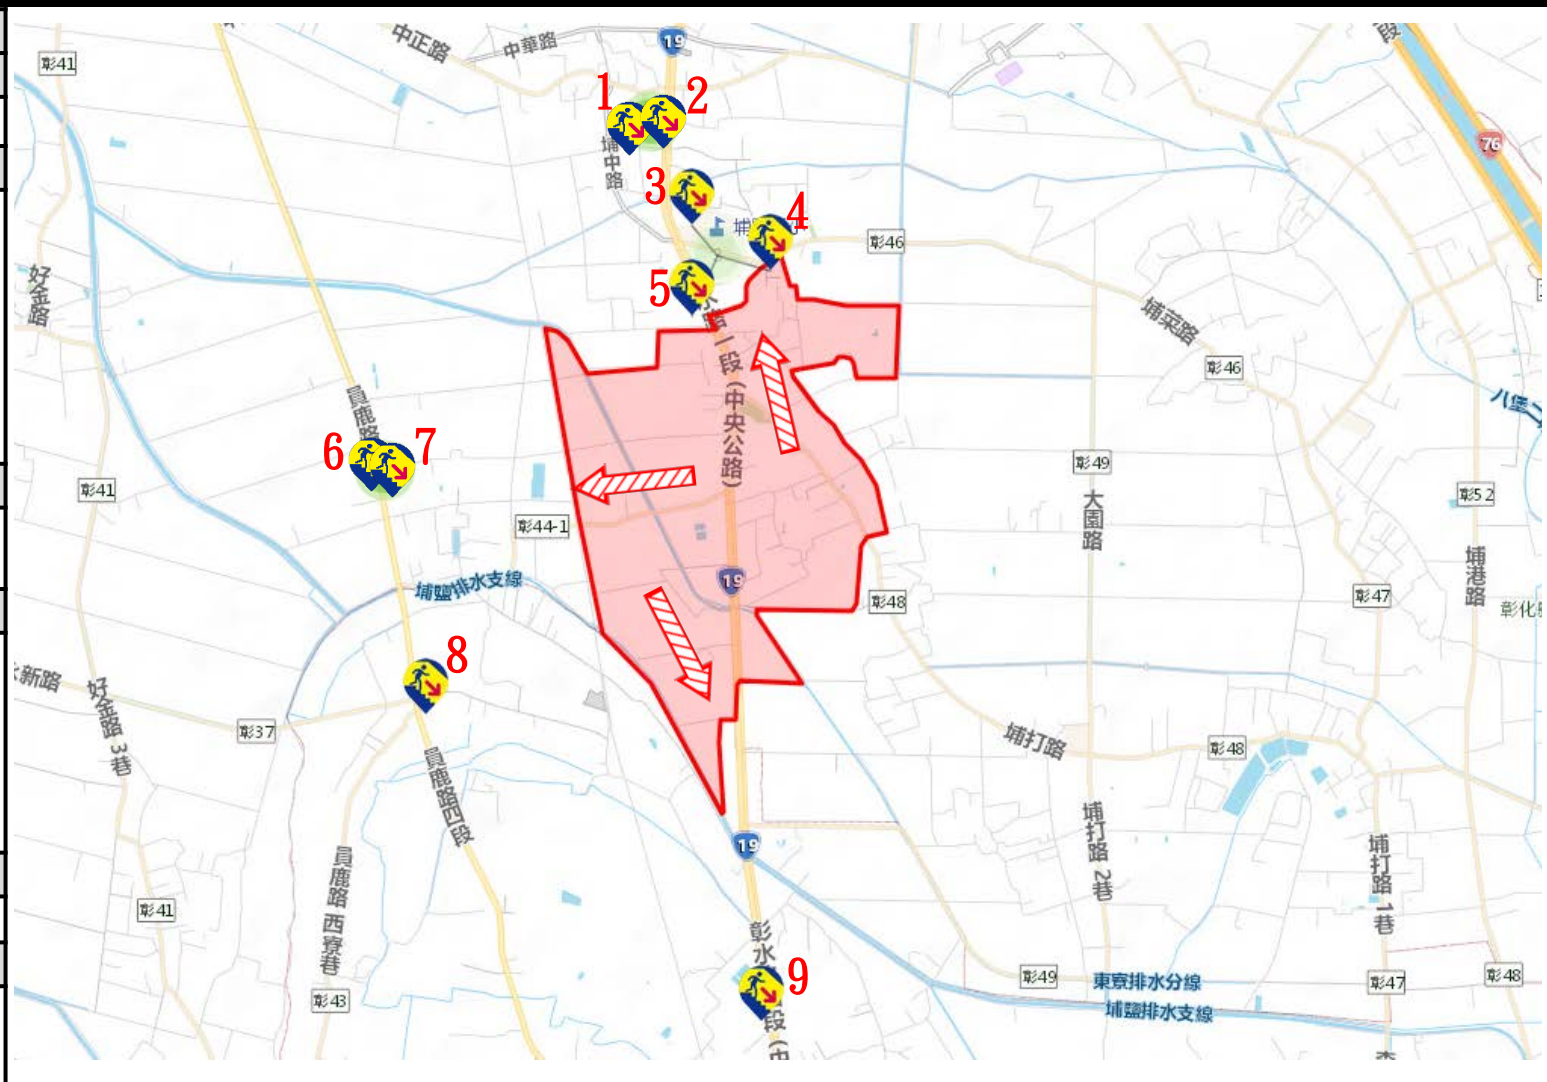 19
中正路
中華路
彰41
1
2
76
埔中路
3
4
埔
彰46
好金路
5
埔菜路
彰46
水路一段(中央公路)
員鹿路
八堡
6
7
彰49
彰41
彰52
大園路
彰44-1
19
埔港路
埔鹽排水支線
彰48
彰47
8
新路
好金路3巷
彰37
埔打路
彰48
員鹿路四段
埔打路2巷
埔打路1巷
19
員鹿路西寮巷
彰41
彰水
9
段
彰49
東寮排水分線
彰47
彰48
埔鹽排水支線
彰43